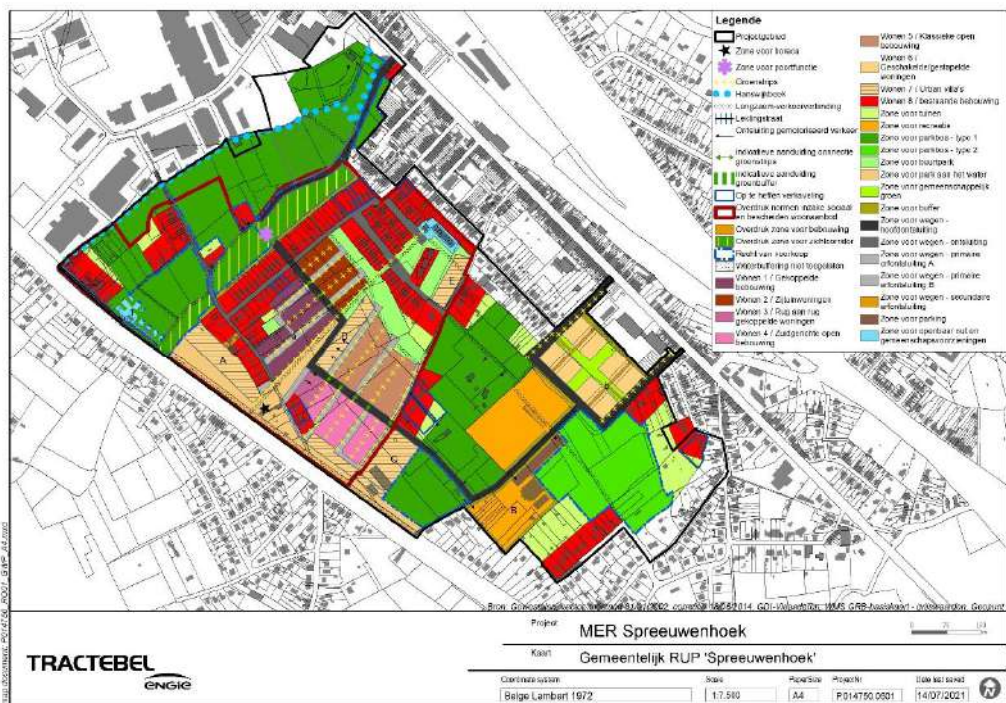 Legende
Projectgebied
Zone voor horeca
Zone voor poortfunctie
Groenstrips
Hanswijkbeek
Langzaam-verkeerverbinding
Leidingstraat
Ontsluiting gemotoriseerd verkeer
indicatieve aanduiding connectie
groenstrips
indicatieve aanduiding
groenbuffer
Op te heffen verkaveling
Overdruk normen inzake sociaal
en bescheiden woonaanbod
Overdruk zone voor bebouwing
Overdruk zone voor zichtcorridor
Recht van voorkoop
Waterbuffering niet toegelaten
Wonen 1 / Gekoppelde
bebouwing
Wonen 2 / Zijtuinwoningen
Wonen 3 / Rug aan rug
gekoppelde woningen
Wonen 4 / Zuidgerichte open
bebouwing
Wonen 5 / Klassieke open
bebouwing
Wonen 6 /
Geschakelde/gestapelde
woningen
Wonen 7 / Urban villa's
Wonen 8 / bestaande bebouwing
Zone voor tuinen
Zone voor recreatie
Zone voor parkbos - type 1
Zone voor parkbos - type 2
Zone voor buurtpark
Zone voor park aan het water
Zone voor gemeenschappelijk
groen
Zone voor buffer
Zone voor wegen -
hoofdontsluiting
Zone voor wegen - ontsluiting
Zone voor wegen - primaire
erfontsluiting A
Zone voor wegen - primaire
erfontsluiting B
Zone voor wegen - secundaire
erfontsluiting
Zone voor parking
Zone voor openbaar nut en
gemeenschapsvoorzieningen
A
D
E
G
B
TRACTEBEL
ENGIE
Project
MER Spreeuwenhoek
Kaart
Gemeentelijk RUP 'Spreeuwenhoek'
Coordinate system
Belge Lambert 1972
Scale
1:7.500
PaperSize
A4
ProjectNr
P.014750.0601
Date last saved
14/07/2021
N